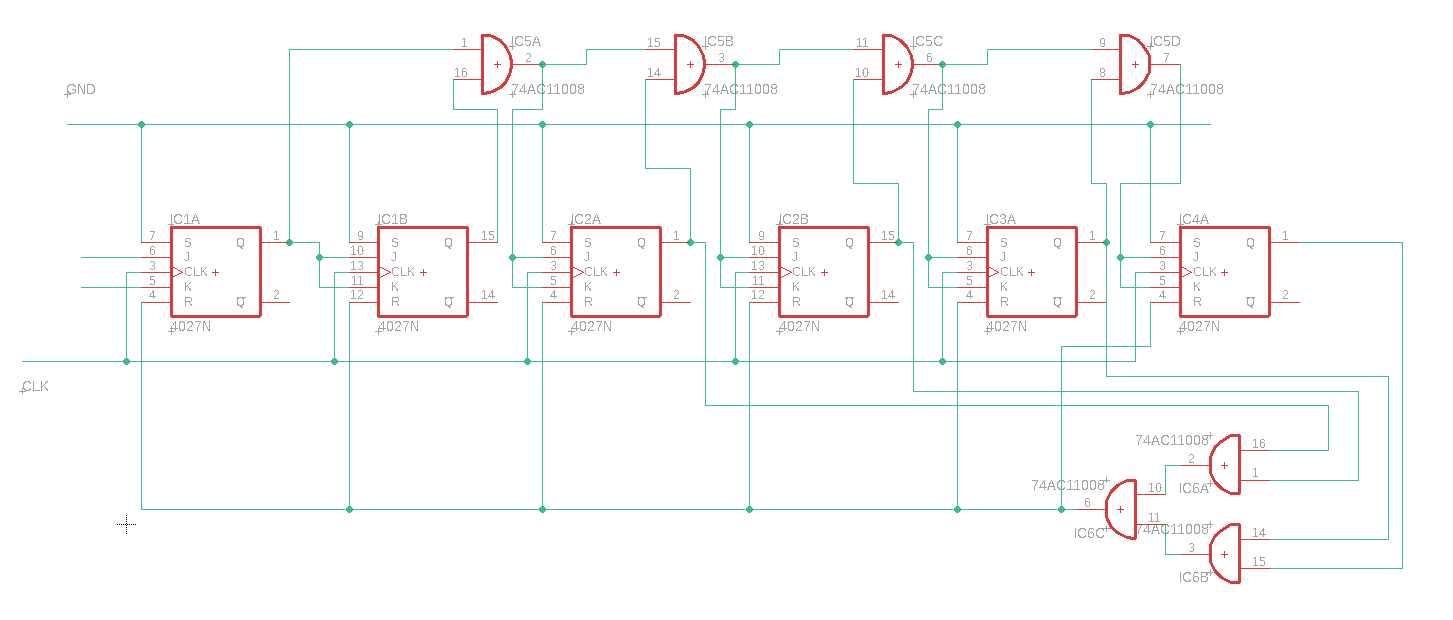 IC5A IC5B IC5C IC5D
1 2 15 3 11 6 9 7
16 14 10 8
GND 74AC11008 74AC11008 74AC11008 74AC11008
IC1A IC1B IC2A IC2B IC3A IC4A
7 S Q 1 9 S Q 15 7 S Q 1 9 S Q 15 7 S Q 1 7 S Q 1
6 J 10 J 6 J 10 J 6 J 6 J
3 CLK 13 CLK 3 CLK 13 CLK 3 CLK 3 CLK
5 K 11 K 5 K 11 K 5 K 5 K
4 R Q 2 12 R Q 14 4 R Q 2 12 R Q 14 4 R Q 2 4 R Q 2
4027N 4027N 4027N 4027N 4027N 4027N
CLK
74AC11008 16
2
IC6A 1
74AC11008 10
6
IC6C 11
74AC11008 14
3
IC6B 15